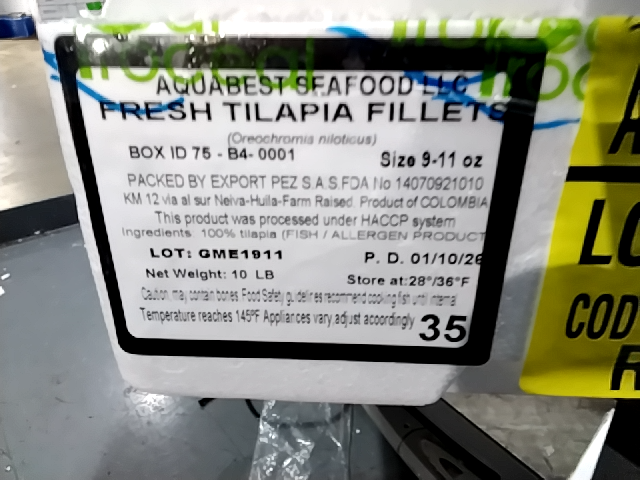 AQUABEST SEAFOOD LLC
FRESH TILAPIA FILLETS
(Oreochromis niloticus)
BOX ID 75 - B4- 0001
Size 9-11 oz
PACKED BY EXPORT PEZ S.A.S.FDA No 14070921010
KM 12 via al sur Neiva-Huila-Farm Raised. Product of COLOMBIA
This product was processed under HACCP system
Ingredients 100% tilapia (FISH / ALLERGEN PRODUCT
LOT: GME1911
P. D. 01/10/26
Net Weight: 10 LB
Store at:28°/36°F
Caution, may contain bones. Food Safety guidelines recommend cooking fish until internal
Temperature reaches 145ºF Appliances vary,adjust acoordingly
35
LO
COD